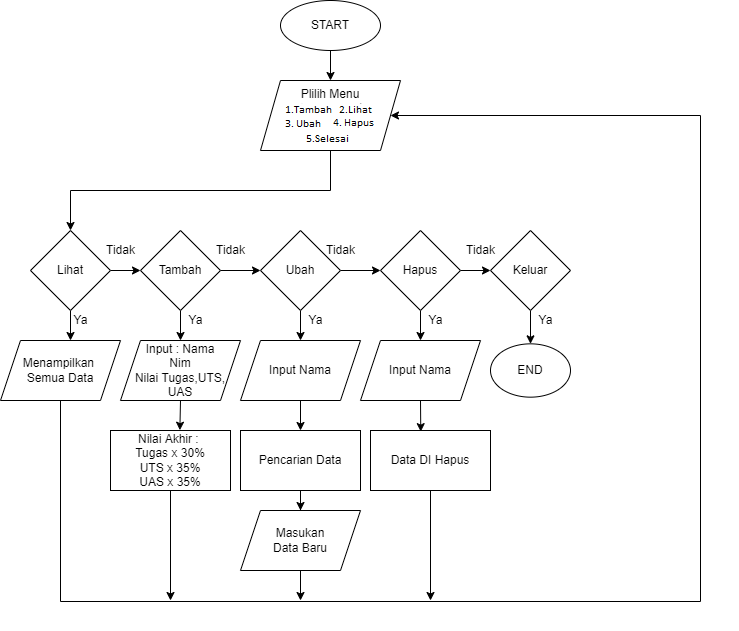 START
Plilih Menu
1.Tambah 2.Lihat
3. Ubah 4. Hapus
5.Selesai
Tidak
Tidak
Tidak
Tidak
Lihat
Tambah
Ubah
Hapus
Keluar
Ya
Ya
Ya
Ya
Ya
Menampilkan
Semua Data
Input : Nama
Nim
Nilai Tugas,UTS,
UAS
Input Nama
Input Nama
END
Nilai Akhir :
Tugas x 30%
UTS x 35%
UAS x 35%
Pencarian Data
Data DI Hapus
Masukan
Data Baru